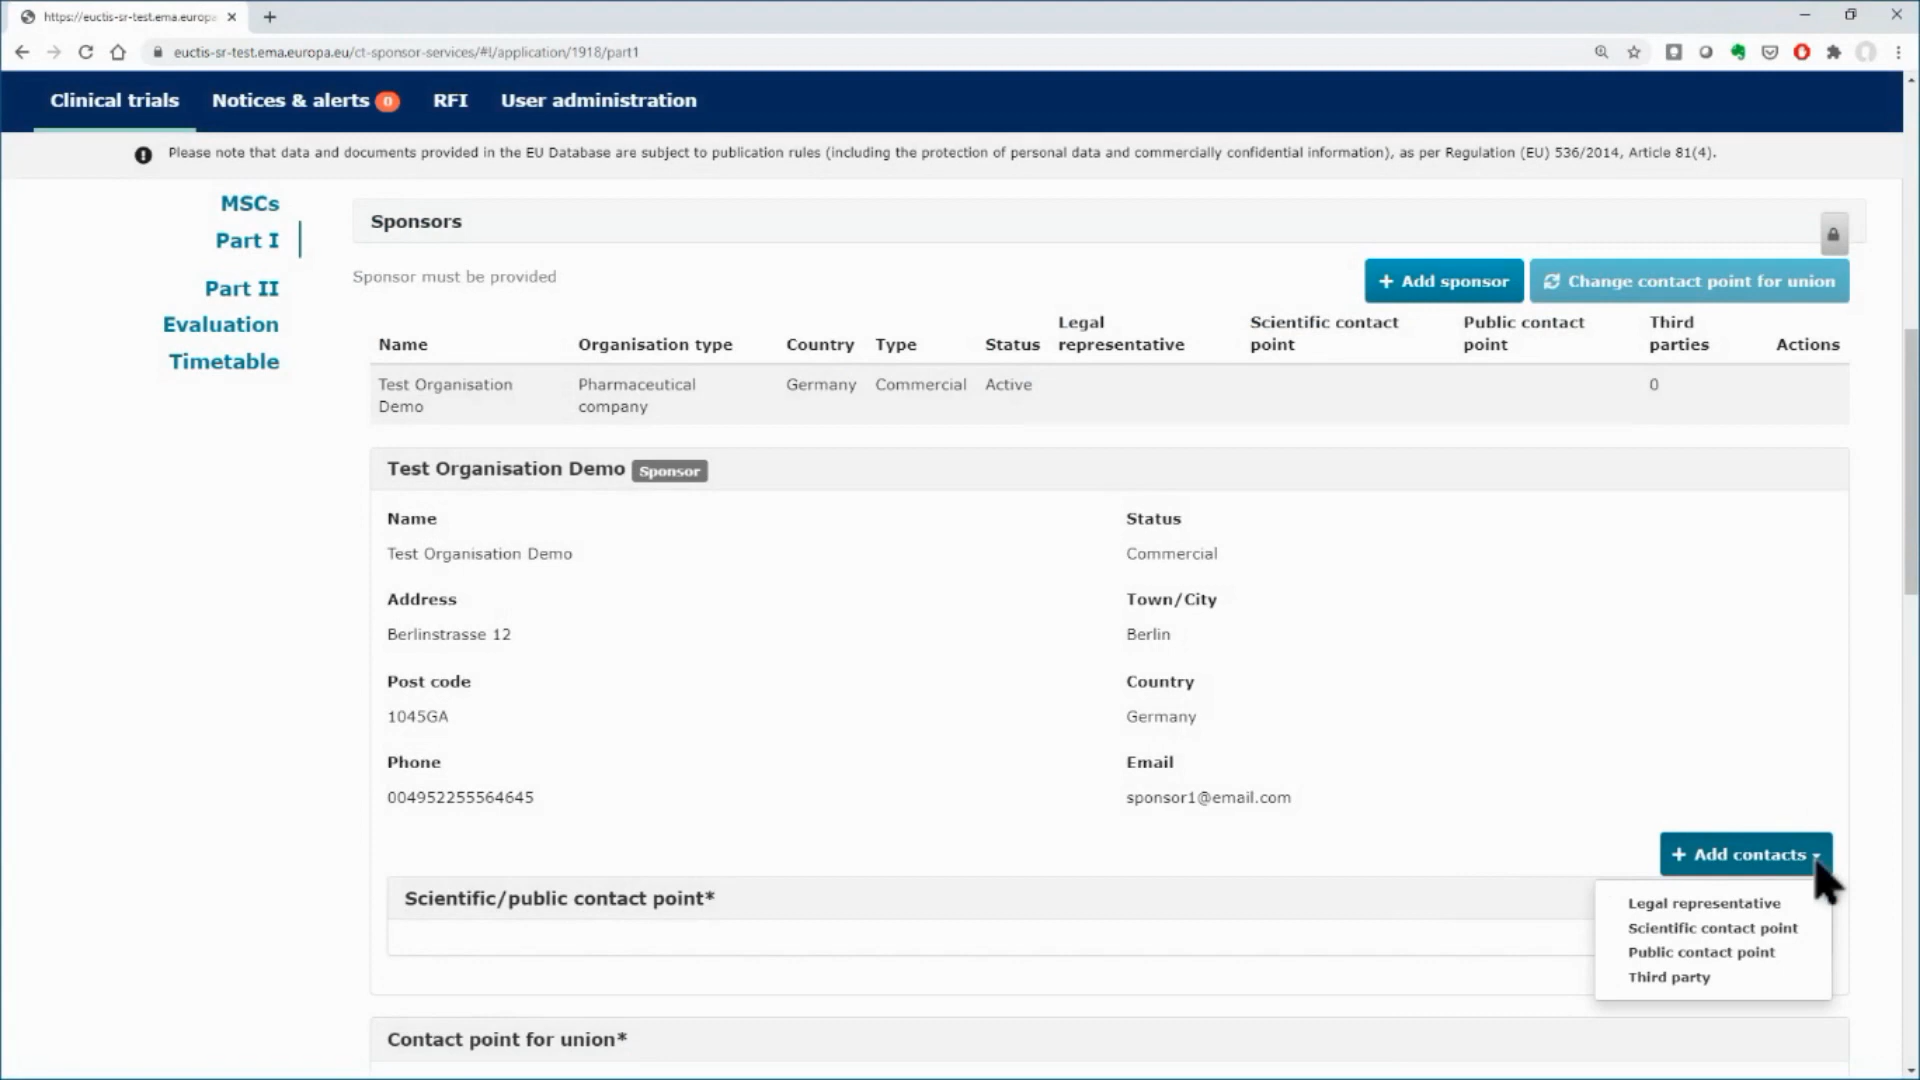 https://euctis-sr-test.ema.europa
euctis-sr-test.ema.europa.eu/ct-sponsor-services/#l/application/1918/part1
Clinical trials Notices & alerts 0 RFI User administration
Please note that data and documents provided in the EU Database are subject to publication rules (including the protection of personal data and commercially confidential information), as per Regulation (EU) 536/2014, Article 81(4).
MSCs
Part I
Part II
Evaluation
Timetable
Sponsors
Sponsor must be provided
+ Add sponsor
Change contact point for union
Name Organisation type Country Type Status Legal representative Scientific contact point Public contact point Third parties Actions
Test Organisation Demo Pharmaceutical company Germany Commercial Active 0
Test Organisation Demo Sponsor
Name Status
Test Organisation Demo Commercial
Address Town/City
Berlinstrasse 12 Berlin
Post code Country
1045GA Germany
Phone Email
004952255564645 sponsor1@email.com
+ Add contacts
Legal representative
Scientific contact point
Public contact point
Third party
Scientific/public contact point*
Contact point for union*